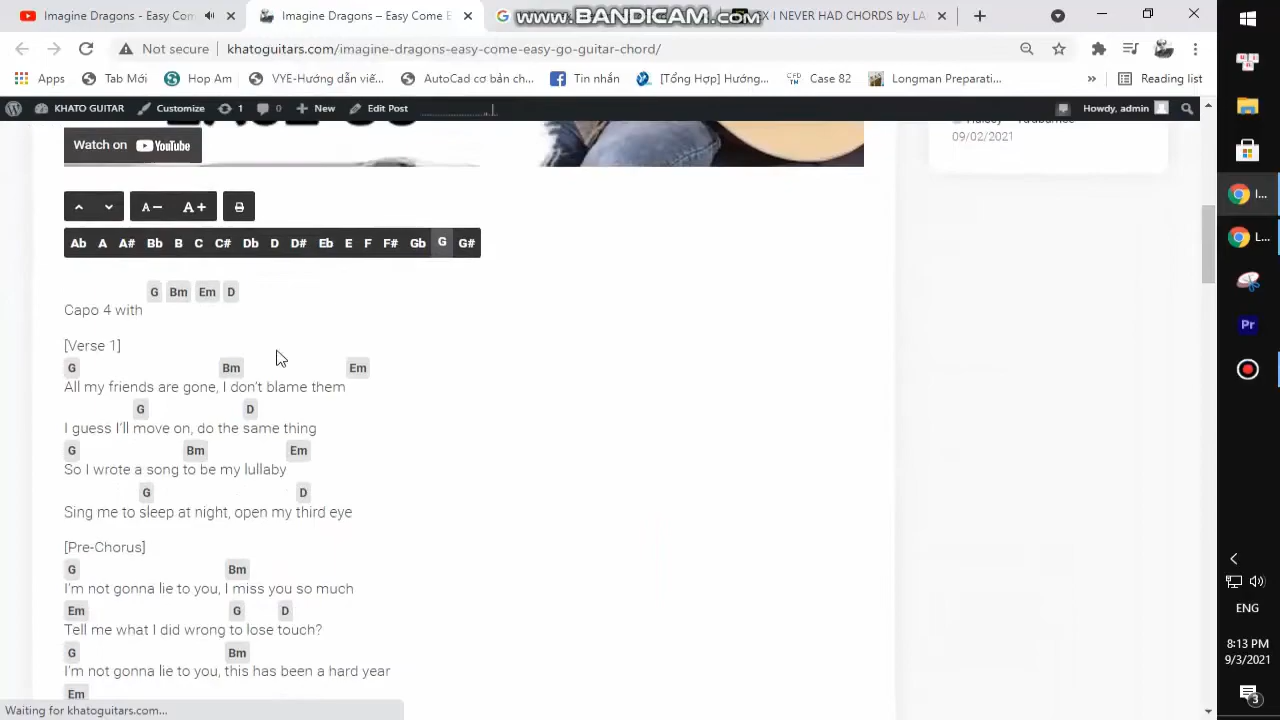 Imagine Dragons - Easy Com
Imagine Dragons – Easy Come E
www.BANDICAM.com
X I NEVER HAD CHORDS by LA
Not secure
khatoguitars.com/imagine-dragons-easy-come-easy-go-guitar-chord/
Apps
Tab Mới
Hop Am
VYE-Hướng dẫn viế...
AutoCad cơ bản ch...
Tin nhắn
[Tổng Hợp] Hướng...
Case 82
Longman Preparati...
»
Reading list
KHATO GUITAR
Customize
1
0
New
Edit Post
Howdy, admin
09/02/2021
Watch on YouTube
A− A+
Ab A A# Bb B C C# Db D D# Eb E F F# Gb G G#
G Bm Em D
Capo 4 with
[Verse 1]
G Bm Em
All my friends are gone, I don't blame them
G D
I guess I'll move on, do the same thing
G Bm Em
So I wrote a song to be my lullaby
G D
Sing me to sleep at night, open my third eye
[Pre-Chorus]
G Bm
I'm not gonna lie to you, I miss you so much
Em G D
Tell me what I did wrong to lose touch?
G Bm
I'm not gonna lie to you, this has been a hard year
Em
Waiting for khatoguitars.com...
I...
L...
Pr
ENG
8:13 PM
9/3/2021
3